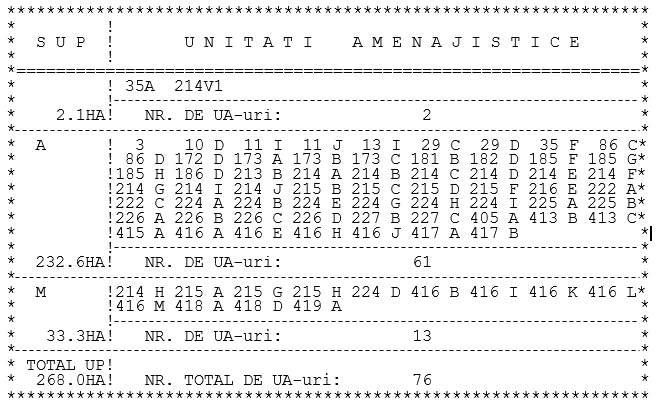 ******************************************************************
* ! *
* S U P ! U N I T A T I A M E N A J I S T I C E *
* ! *
*================================================================*
* ! 35A 214V1 *
* !------------------------------------------------------*
* 2.1HA! NR. DE UA-uri: 2 *
*----------------------------------------------------------------*
* A ! 3 10 D 11 I 11 J 13 I 29 C 29 D 35 F 86 C*
* ! 86 D 172 D 173 A 173 B 173 C 181 B 182 D 185 F 185 G*
* !185 H 186 D 213 B 214 A 214 B 214 C 214 D 214 E 214 F*
* !214 G 214 I 214 J 215 B 215 C 215 D 215 F 216 E 222 A*
* !222 C 224 A 224 B 224 E 224 G 224 H 224 I 225 A 225 B*
* !226 A 226 B 226 C 226 D 227 B 227 C 405 A 413 B 413 C*
* !415 A 416 A 416 E 416 H 416 J 417 A 417 B *
* !------------------------------------------------------*
* 232.6HA! NR. DE UA-uri: 61 *
*----------------------------------------------------------------*
* M !214 H 215 A 215 G 215 H 224 D 416 B 416 I 416 K 416 L*
* !416 M 418 A 418 D 419 A *
* !------------------------------------------------------*
* 33.3HA! NR. DE UA-uri: 13 *
*----------------------------------------------------------------*
* TOTAL UP! *
* 268.0HA! NR. TOTAL DE UA-uri: 76 *
******************************************************************